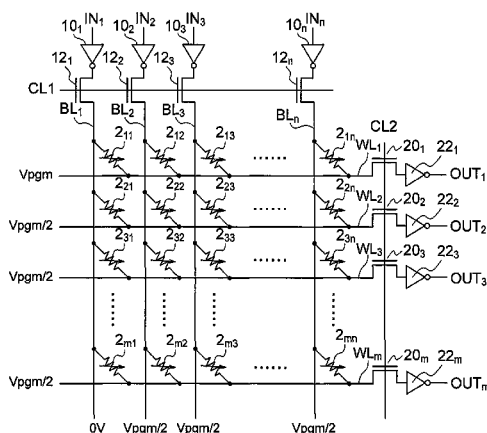 IN₁ IN₂ IN₃ INₙ
10₁ 10₂ 10₃ 10ₙ
12₁ 12₂ 12₃ 12ₙ
CL1
BL₁ BL₂ BL₃ BLₙ CL2
2₁₁ 2₁₂ 2₁₃ ...... 2₁ₙ WL₁ 20₁ 22₁
Vpgm OUT₁
2₂₁ 2₂₂ 2₂₃ ...... 2₂ₙ WL₂ 20₂ 22₂
Vpgm/2 OUT₂
2₃₁ 2₃₂ 2₃₃ ...... 2₃ₙ WL₃ 20₃ 22₃
Vpgm/2 OUT₃
2ₘ₁ 2ₘ₂ 2ₘ₃ ...... 2ₘₙ WLₘ 20ₘ 22ₘ
Vpgm/2 OUTₘ
0V Vpgm/2 Vpgm/2 Vpgm/2